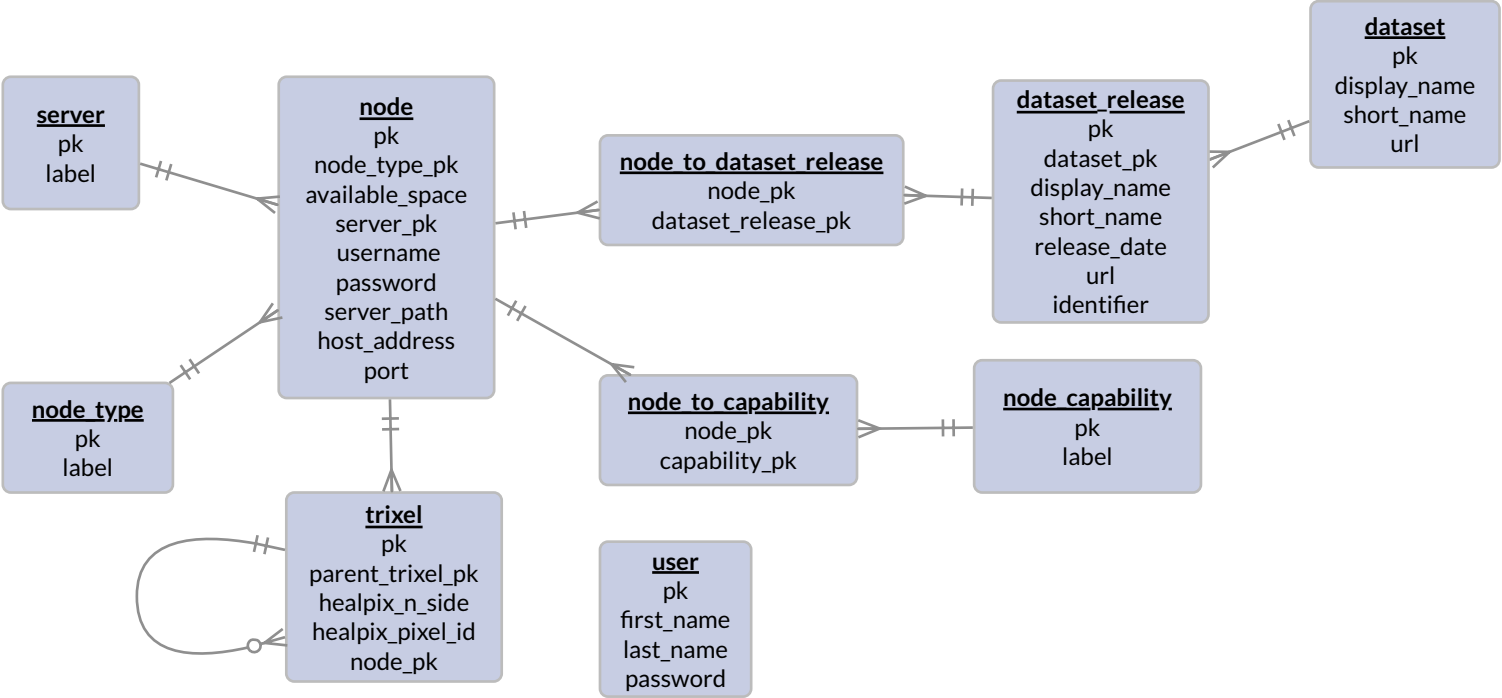 server
pk
label
node
pk
node_type_pk
available_space
server_pk
username
password
server_path
host_address
port
node_to_dataset_release
node_pk
dataset_release_pk
dataset_release
pk
dataset_pk
display_name
short_name
release_date
url
identifier
dataset
pk
display_name
short_name
url
node_type
pk
label
node_to_capability
node_pk
capability_pk
node_capability
pk
label
trixel
pk
parent_trixel_pk
healpix_n_side
healpix_pixel_id
node_pk
user
pk
first_name
last_name
password